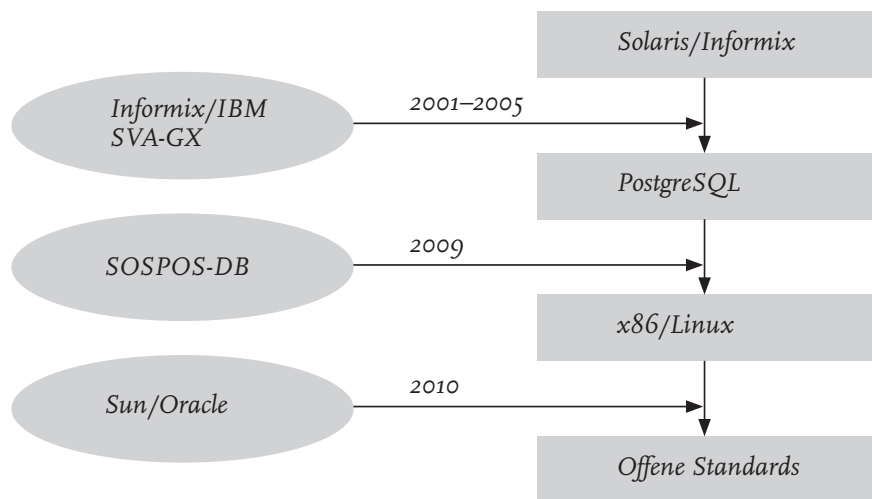 Solaris/Informix
Informix/IBM
SVA-GX
2001–2005
PostgreSQL
SOSPOS-DB
2009
x86/Linux
Sun/Oracle
2010
Offene Standards